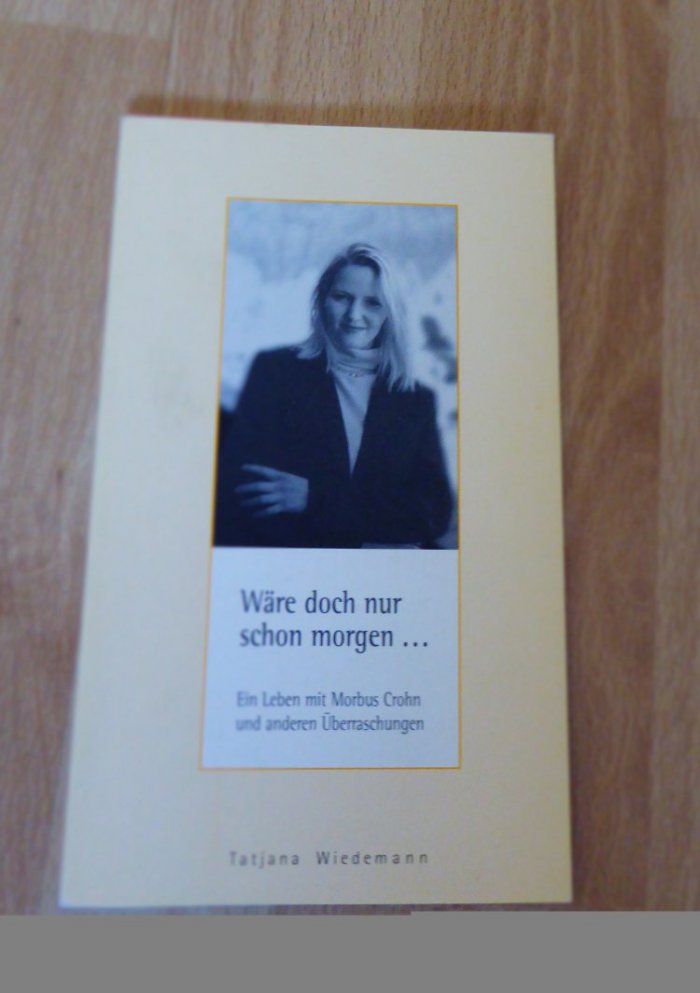 Wäre doch nur
schon morgen ...
Ein Leben mit Morbus Crohn
und anderen Überraschungen
Tatjana Wiedemann